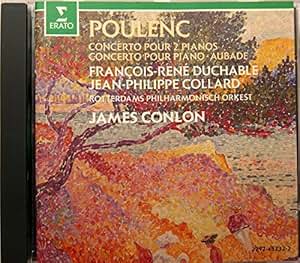 ERATO
POULENC
CONCERTO POUR 2 PIANOS
CONCERTO POUR PIANO · AUBADE
FRANÇOIS-RENÉ DUCHABLE
JEAN-PHILIPPE COLLARD
ROTTERDAMS PHILHARMONISCH ORKEST
JAMES CONLON